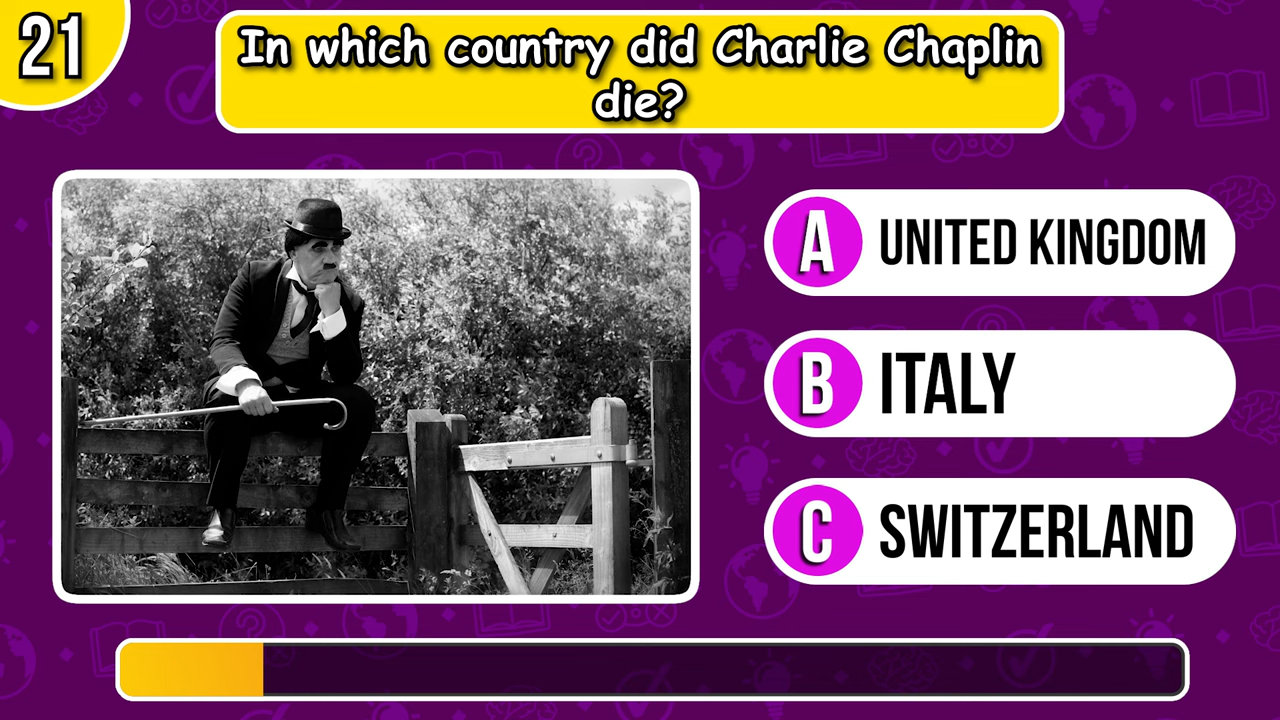 21
In which country did Charlie Chaplin
die?
A UNITED KINGDOM
B ITALY
C SWITZERLAND